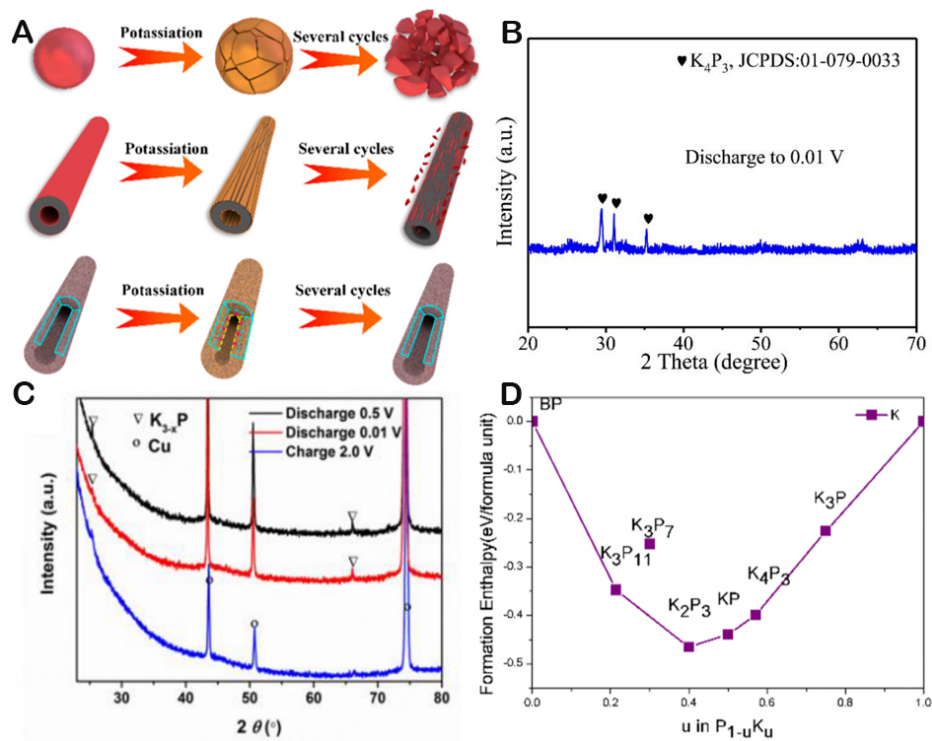 A
Potassiation
Several cycles
Potassiation
Several cycles
Potassiation
Several cycles
B
♥ K₄P₃, JCPDS:01-079-0033
Discharge to 0.01 V
Intensity (a.u.)
20 30 40 50 60 70
2 Theta (degree)
C
▽ K₃₋ₓP
○ Cu
Discharge 0.5 V
Discharge 0.01 V
Charge 2.0 V
Intensity (a.u.)
30 40 50 60 70 80
2 θ (°)
D
BP
K
K₃P
K₃P₇
K₃P₁₁
K₄P₃
K₂P₃
KP
Formation Enthalpy(eV/formula unit)
0.0
-0.1
-0.2
-0.3
-0.4
-0.5
0.0 0.2 0.4 0.6 0.8 1.0
u in P₁₋ᵤKᵤ